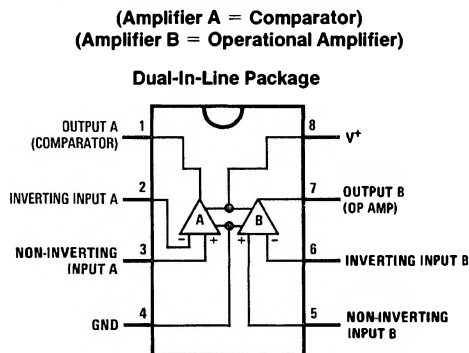 (Amplifier A = Comparator)
(Amplifier B = Operational Amplifier)
Dual-In-Line Package
OUTPUT A
(COMPARATOR)
1
8
V+
INVERTING INPUT A
2
7
OUTPUT B
(OP AMP)
A
B
−
+
+
−
NON-INVERTING
INPUT A
3
6
INVERTING INPUT B
GND
4
5
NON-INVERTING
INPUT B